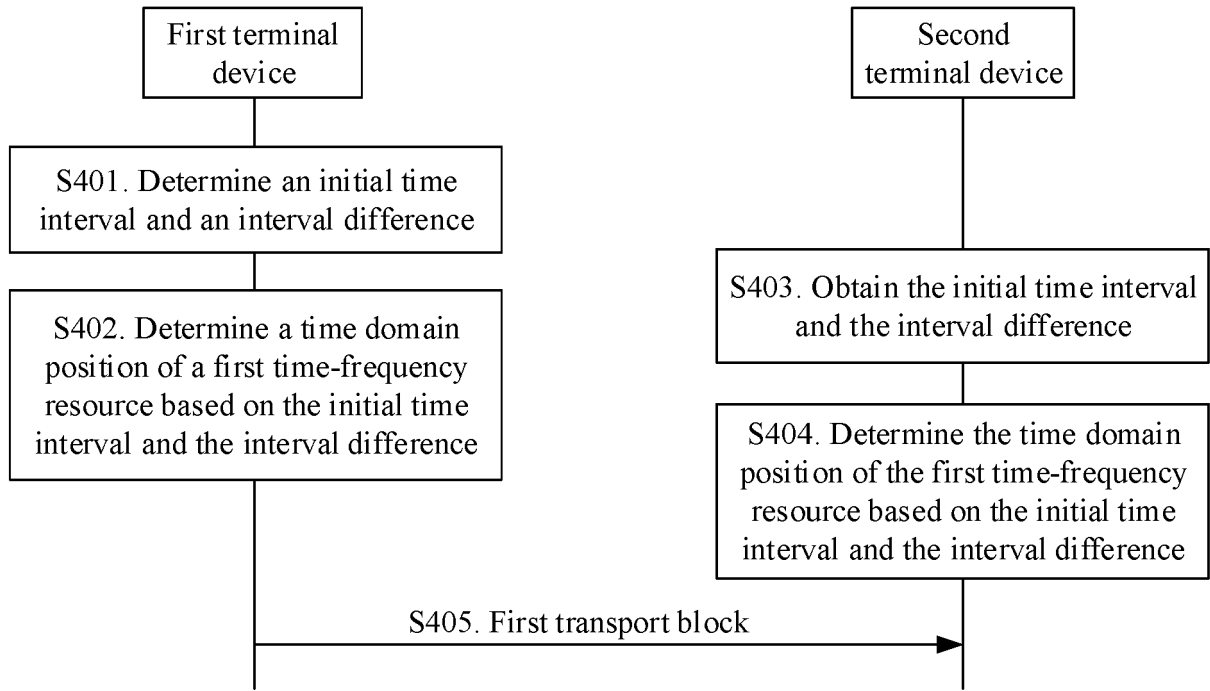 First terminal
device
Second
terminal device
S401. Determine an initial time
interval and an interval difference
S402. Determine a time domain
position of a first time-frequency
resource based on the initial time
interval and the interval difference
S403. Obtain the initial time interval
and the interval difference
S404. Determine the time domain
position of the first time-frequency
resource based on the initial time
interval and the interval difference
S405. First transport block